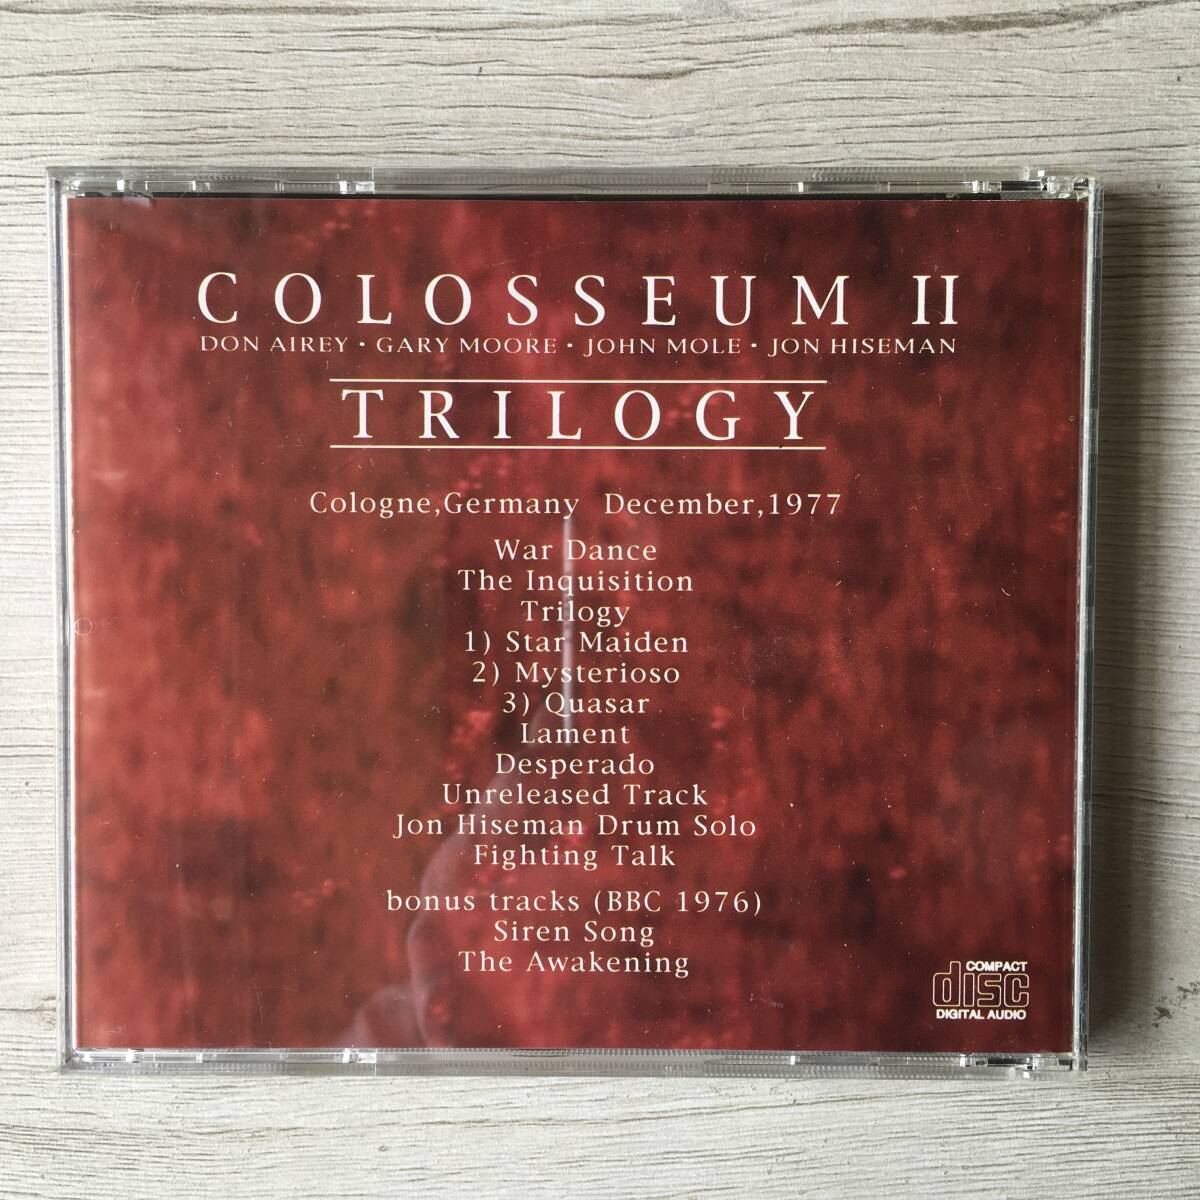 COLOSSEUM II
DON AIREY · GARY MOORE · JOHN MOLE · JON HISEMAN
TRILOGY
Cologne,Germany December,1977
War Dance
The Inquisition
Trilogy
1) Star Maiden
2) Mysterioso
3) Quasar
Lament
Desperado
Unreleased Track
Jon Hiseman Drum Solo
Fighting Talk
bonus tracks (BBC 1976)
Siren Song
The Awakening
COMPACT
disc
DIGITAL AUDIO